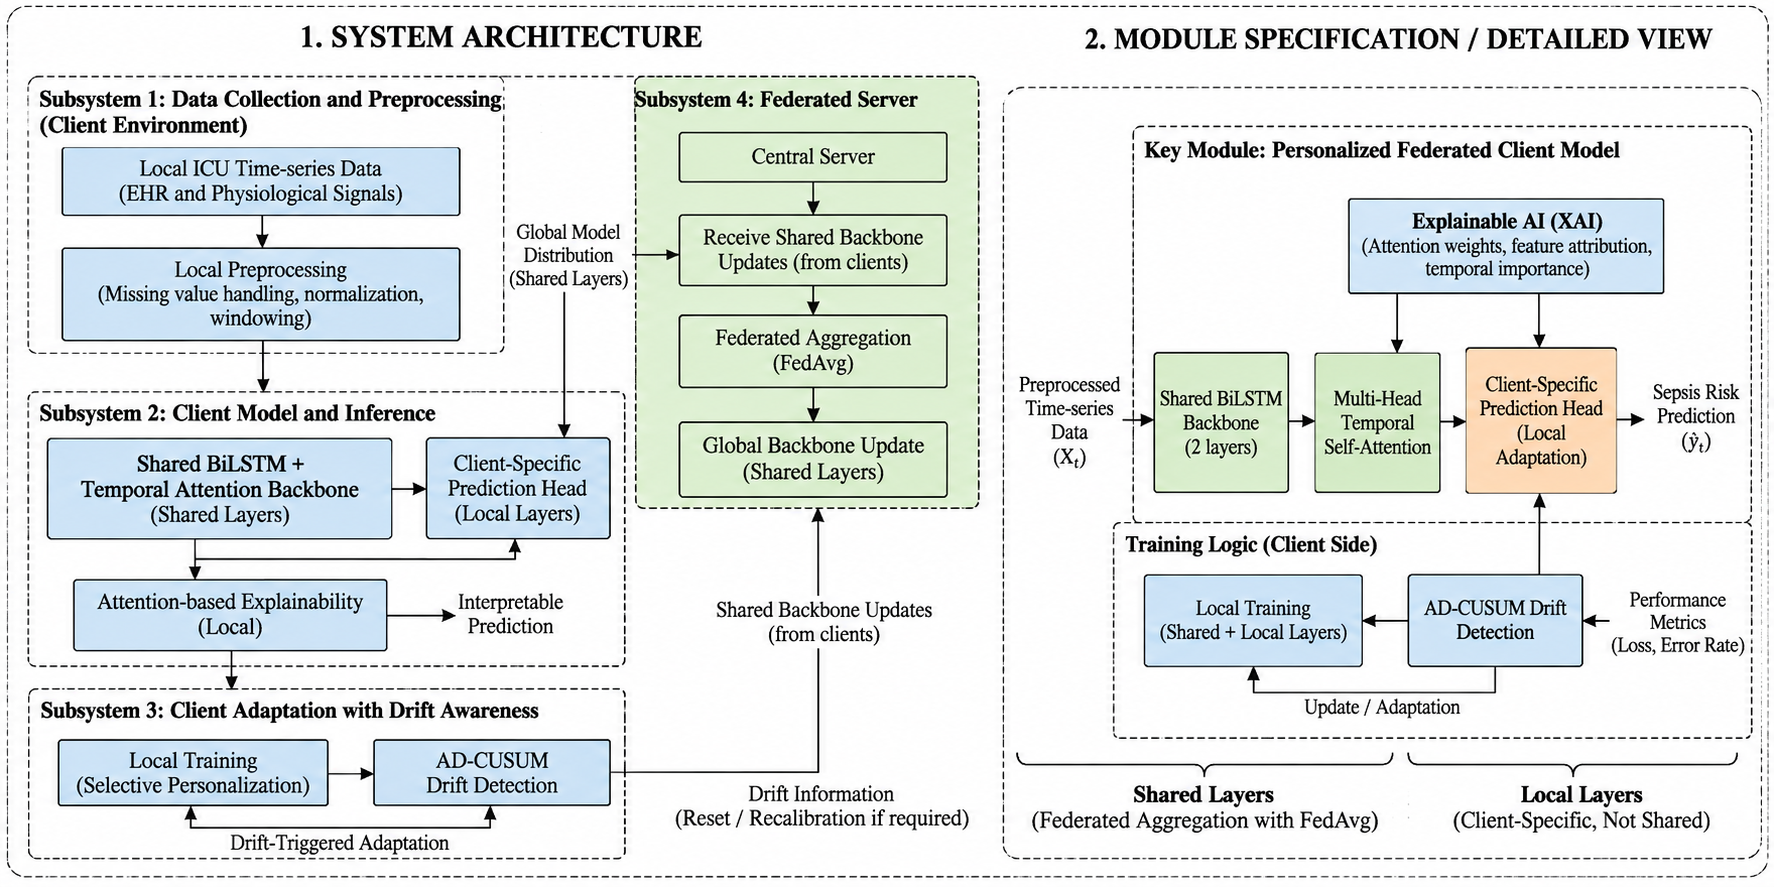 1. SYSTEM ARCHITECTURE
Subsystem 1: Data Collection and Preprocessing
(Client Environment)
Local ICU Time-series Data
(EHR and Physiological Signals)
Local Preprocessing
(Missing value handling, normalization,
windowing)
Global Model
Distribution
(Shared Layers)
Subsystem 2: Client Model and Inference
Shared BiLSTM +
Temporal Attention Backbone
(Shared Layers)
Client-Specific
Prediction Head
(Local Layers)
Attention-based Explainability
(Local)
Interpretable
Prediction
Subsystem 3: Client Adaptation with Drift Awareness
Local Training
(Selective Personalization)
AD-CUSUM
Drift Detection
Drift-Triggered Adaptation
Subsystem 4: Federated Server
Central Server
Receive Shared Backbone
Updates (from clients)
Federated Aggregation
(FedAvg)
Global Backbone Update
(Shared Layers)
Shared Backbone Updates
(from clients)
Drift Information
(Reset / Recalibration if required)
2. MODULE SPECIFICATION / DETAILED VIEW
Key Module: Personalized Federated Client Model
Explainable AI (XAI)
(Attention weights, feature attribution,
temporal importance)
Preprocessed
Time-series
Data
(Xₜ)
Shared BiLSTM
Backbone
(2 layers)
Multi-Head
Temporal
Self-Attention
Client-Specific
Prediction Head
(Local
Adaptation)
Sepsis Risk
Prediction
(ŷₜ)
Training Logic (Client Side)
Local Training
(Shared + Local Layers)
AD-CUSUM Drift
Detection
Performance
Metrics
(Loss, Error Rate)
Update / Adaptation
Shared Layers
(Federated Aggregation with FedAvg)
Local Layers
(Client-Specific, Not Shared)